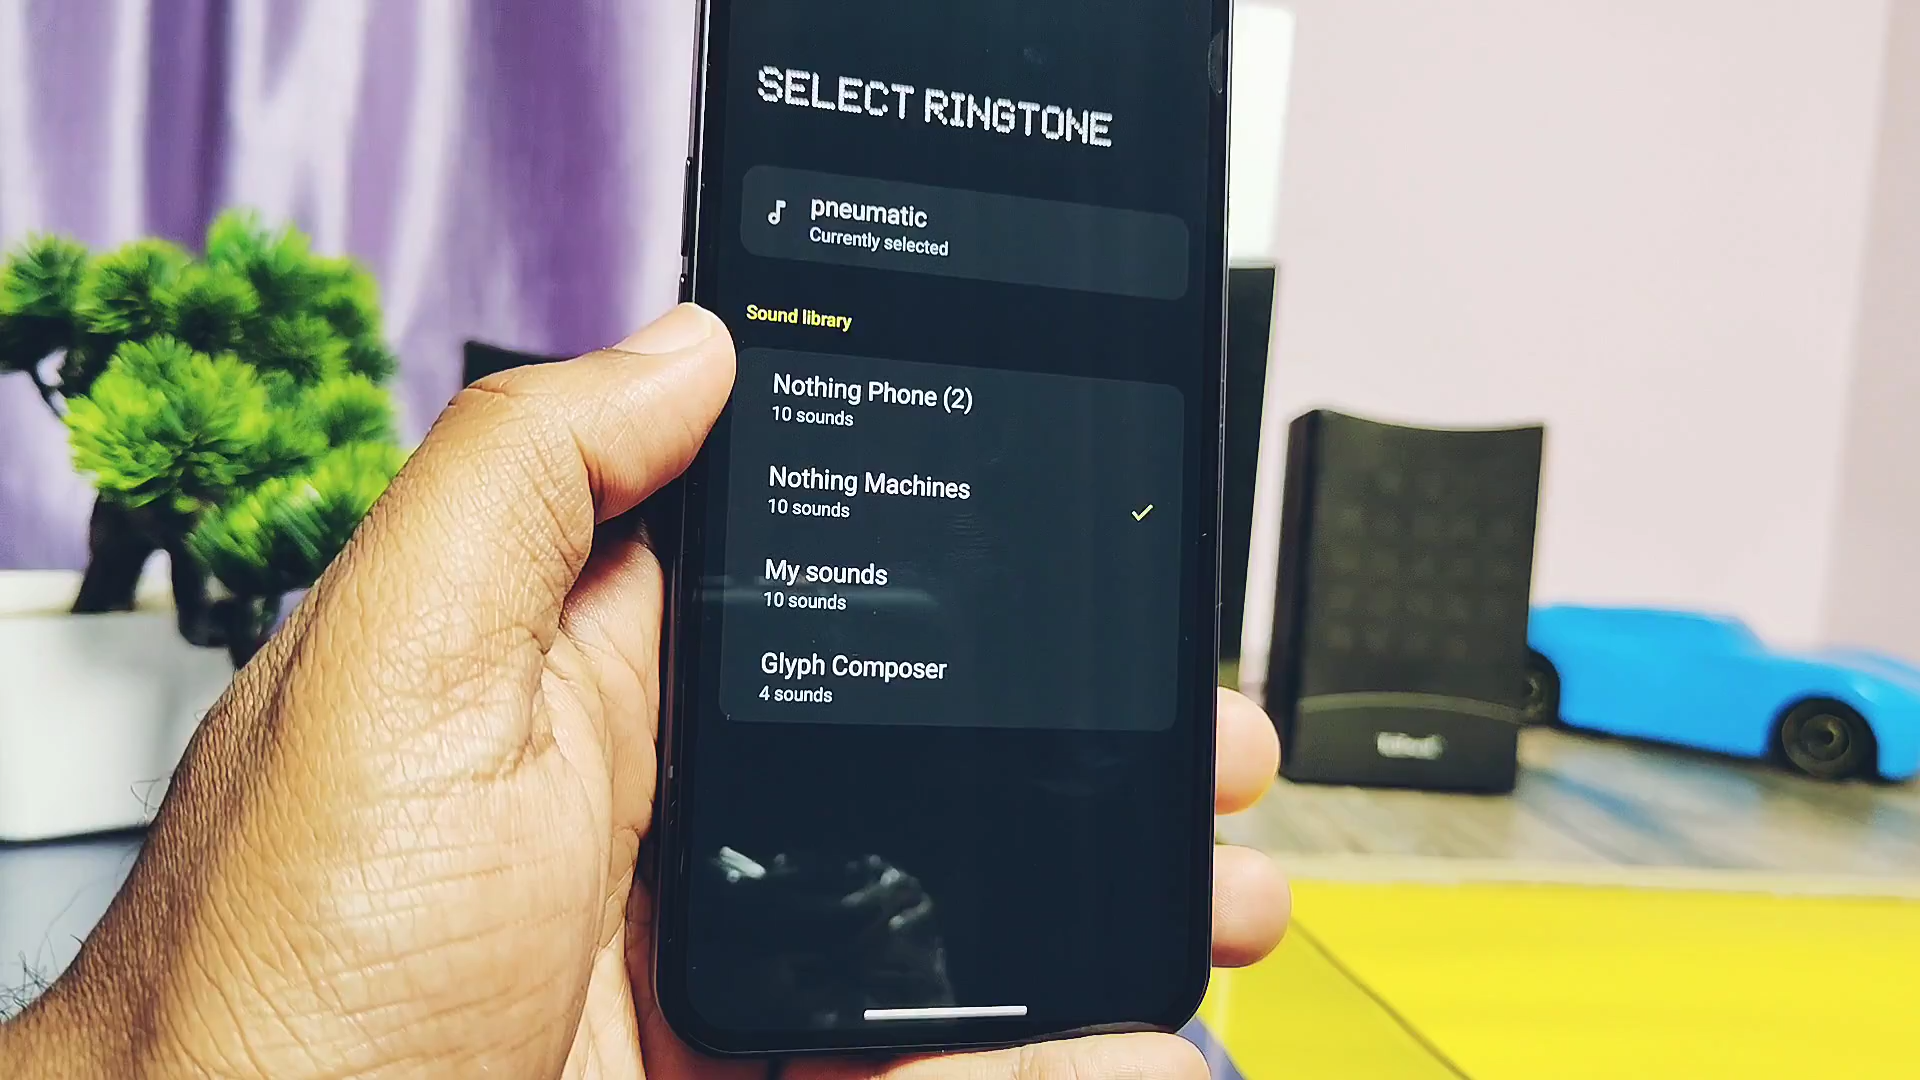 SELECT RINGTONE
pneumatic
Currently selected
Sound library
Nothing Phone (2)
10 sounds
Nothing Machines
10 sounds
My sounds
10 sounds
Glyph Composer
4 sounds